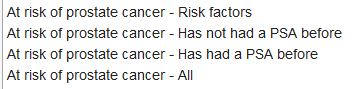 At risk of prostate cancer - Risk factors
At risk of prostate cancer - Has not had a PSA before
At risk of prostate cancer - Has had a PSA before
At risk of prostate cancer - All